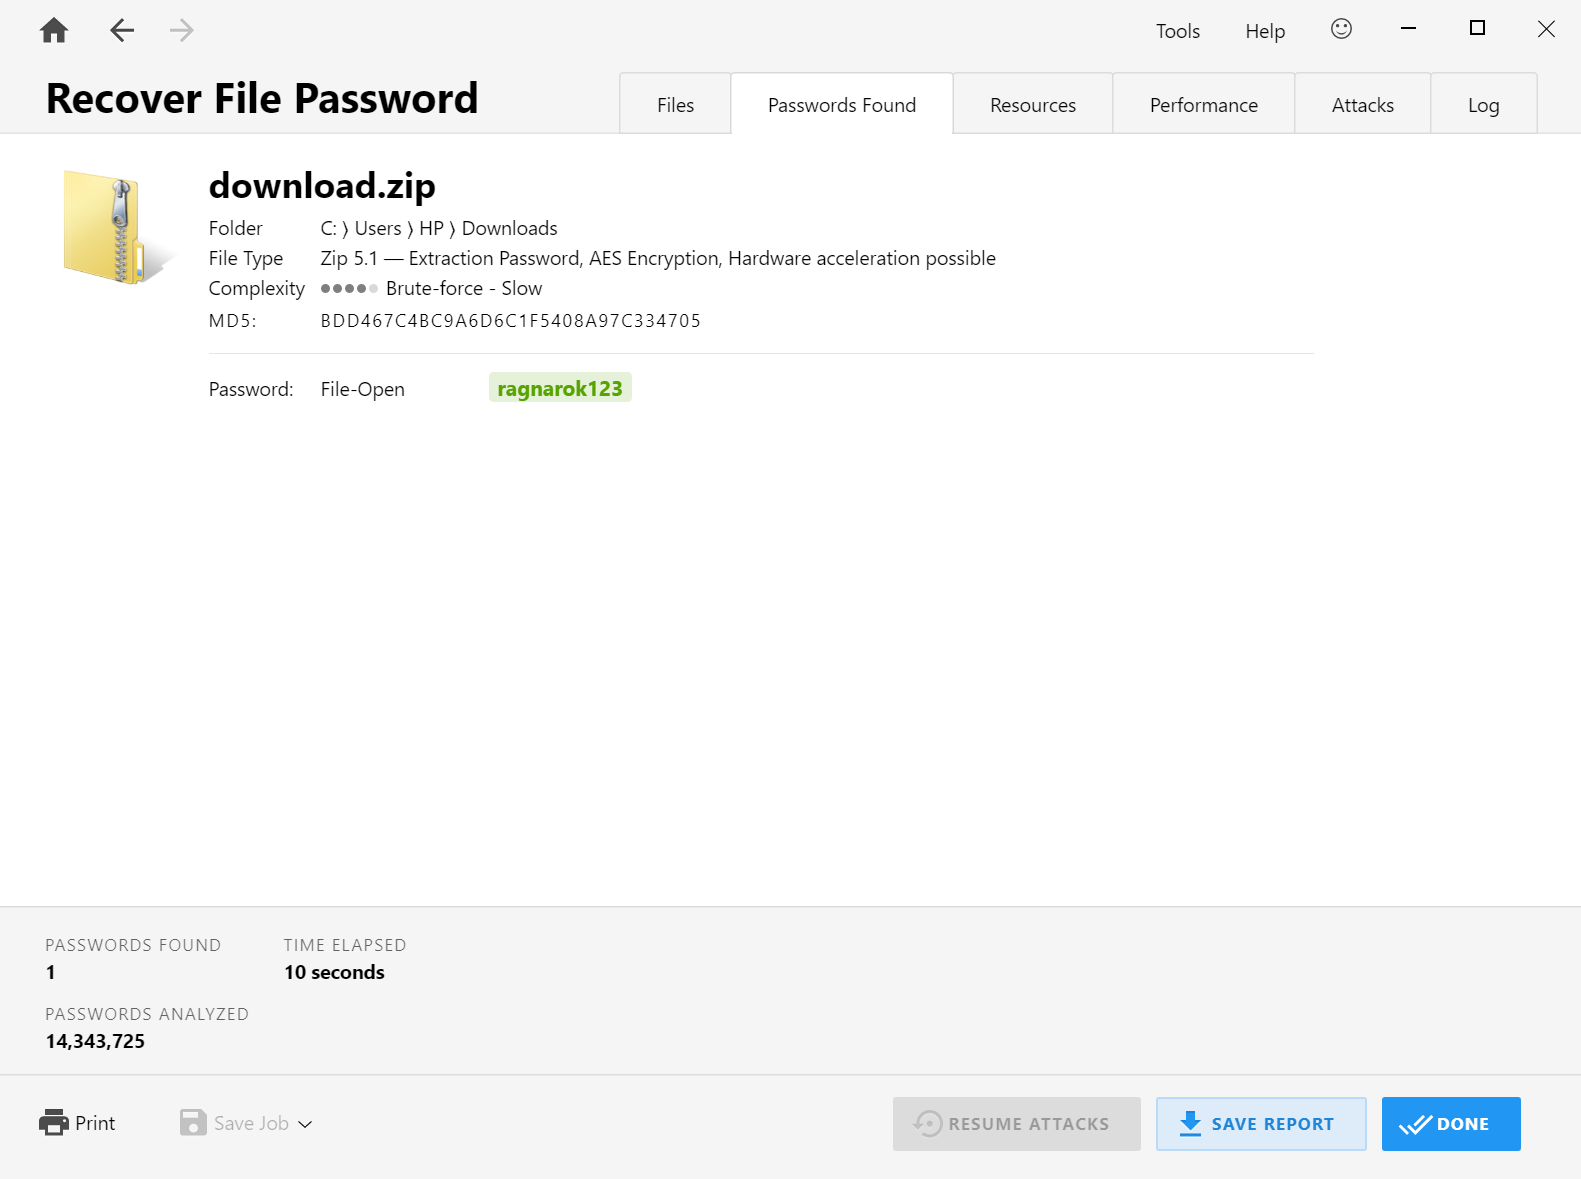 Tools Help
Recover File Password
Files Passwords Found Resources Performance Attacks Log
download.zip
Folder C: ⟩ Users ⟩ HP ⟩ Downloads
File Type Zip 5.1 — Extraction Password, AES Encryption, Hardware acceleration possible
Complexity Brute-force - Slow
MD5: BDD467C4BC9A6D6C1F5408A97C334705
Password: File-Open ragnarok123
PASSWORDS FOUND TIME ELAPSED
1 10 seconds
PASSWORDS ANALYZED
14,343,725
Print Save Job RESUME ATTACKS SAVE REPORT DONE